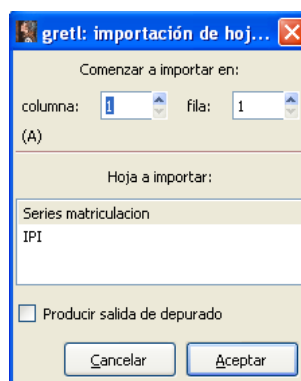 gretl: importación de hoj...
Comenzar a importar en:
columna: 1 fila: 1
(A)
Hoja a importar:
Series matriculacion
IPI
Producir salida de depurado
Cancelar Aceptar